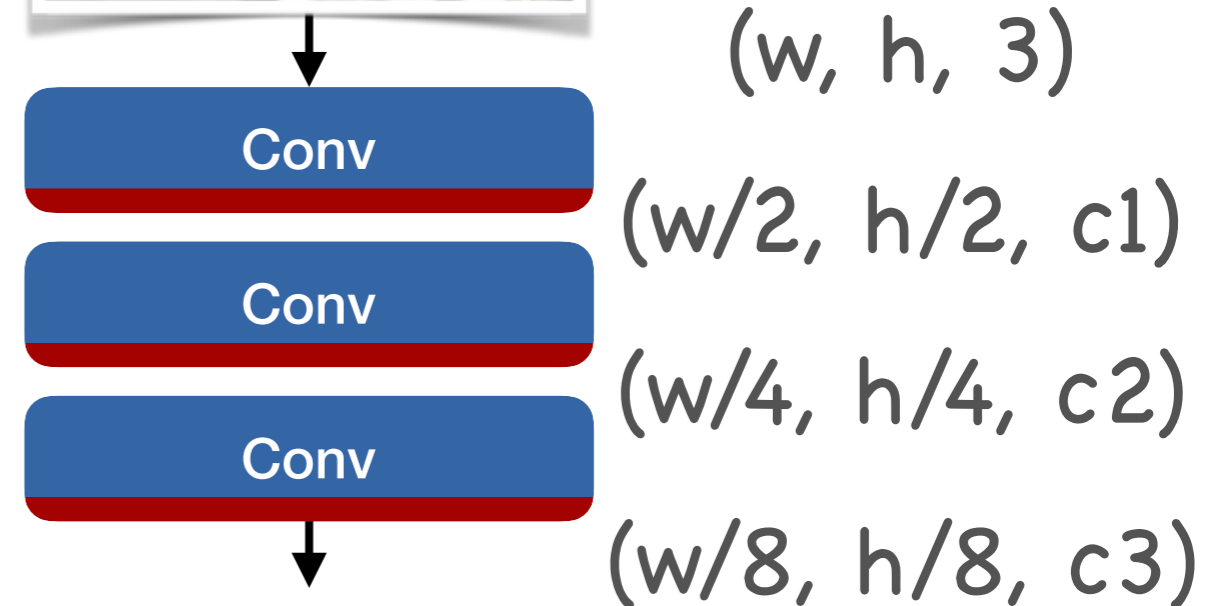 (w, h, 3)
Conv
(w/2, h/2, c1)
Conv
(w/4, h/4, c2)
Conv
(w/8, h/8, c3)